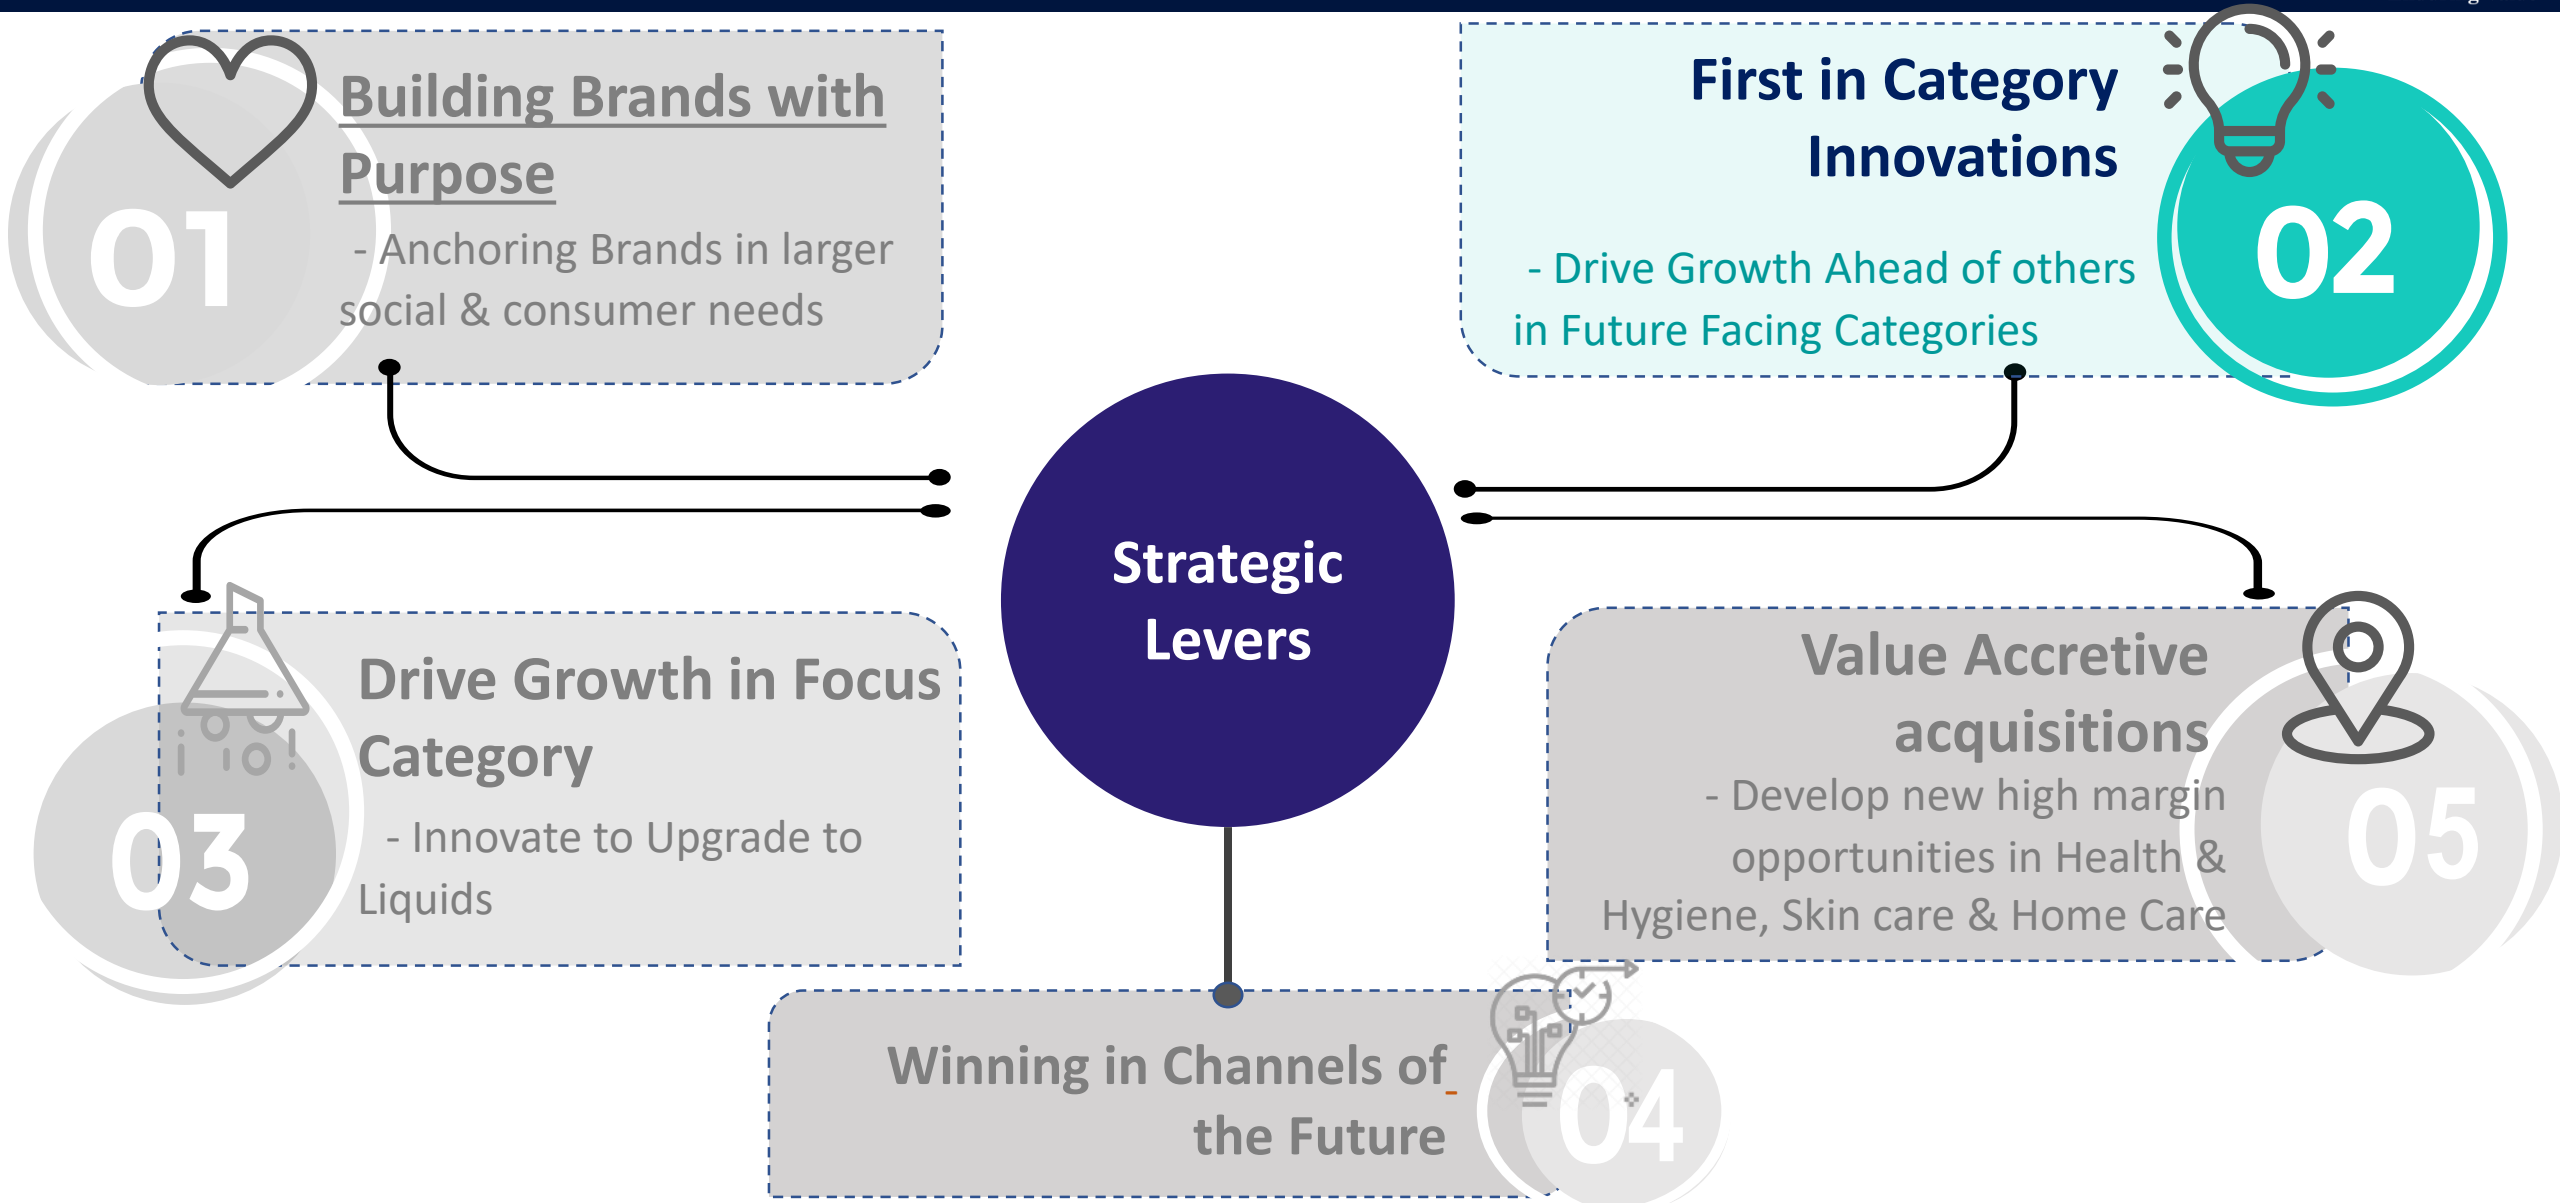 01
Building Brands with
Purpose
- Anchoring Brands in larger
social & consumer needs
First in Category
Innovations
- Drive Growth Ahead of others
in Future Facing Categories
02
Strategic
Levers
03
Drive Growth in Focus
Category
- Innovate to Upgrade to
Liquids
Value Accretive
acquisitions
- Develop new high margin
opportunities in Health &
Hygiene, Skin care & Home Care
05
Winning in Channels of
the Future
04